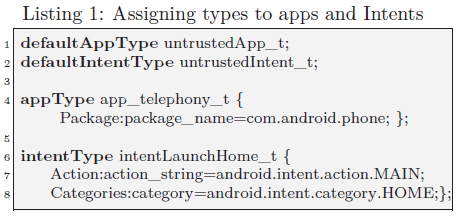 Listing 1: Assigning types to apps and Intents
1 defaultAppType untrustedApp_t;
2 defaultIntentType untrustedIntent_t;
3
4 appType app_telephony_t {
Package:package_name=com.android.phone; };
5
6 intentType intentLaunchHome_t {
7 Action:action_string=android.intent.action.MAIN;
8 Categories:category=android.intent.category.HOME;};